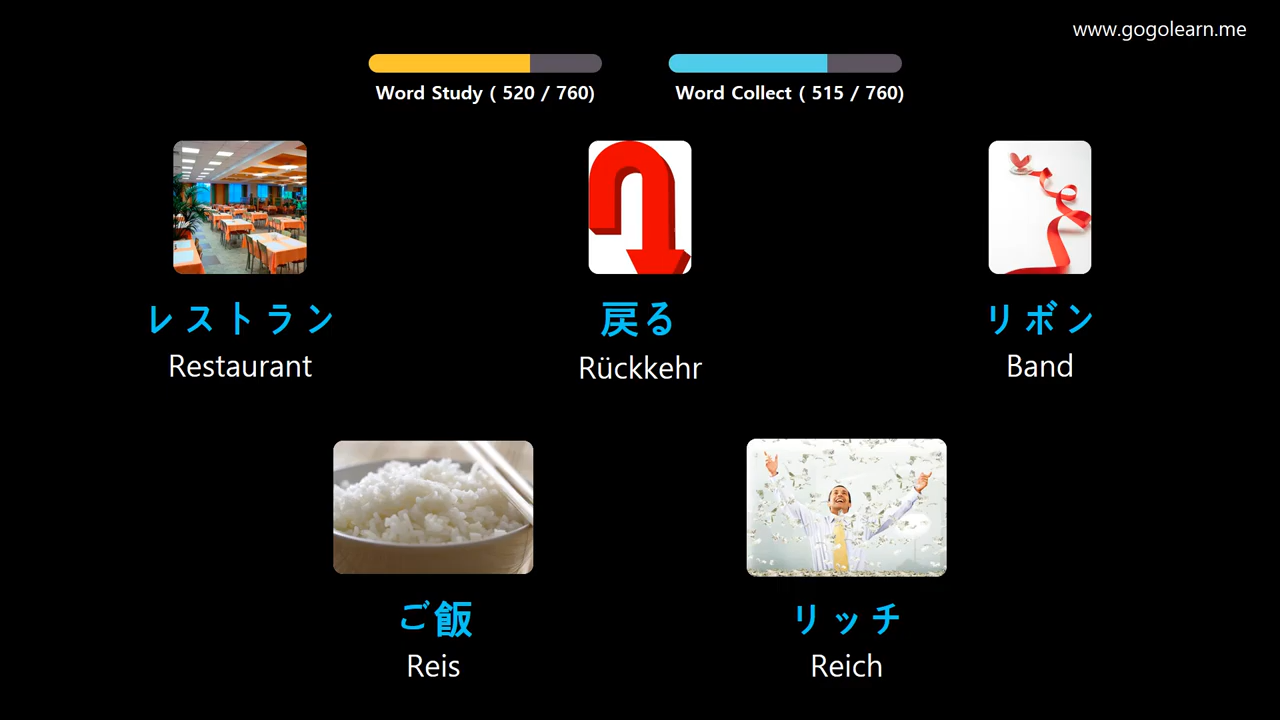 www.gogolearn.me
Word Study ( 520 / 760)
Word Collect ( 515 / 760)
レストラン
Restaurant
戻る
Rückkehr
リボン
Band
ご飯
Reis
リッチ
Reich